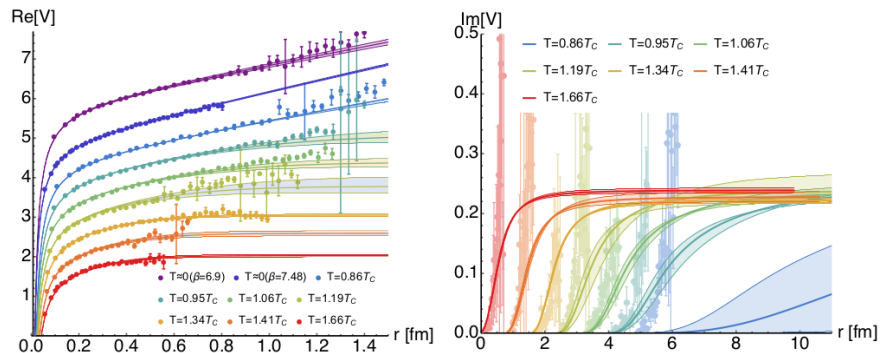 Re[V]
7
6
5
4
3
2
1
0.0
0.2
0.4
0.6
0.8
1.0
1.2
1.4
r [fm]
T≈0(β=6.9) T≈0(β=7.48) T=0.86T_C
T=0.95T_C T=1.06T_C T=1.19T_C
T=1.34T_C T=1.41T_C T=1.66T_C
Im[V]
0.5
0.4
0.3
0.2
0.1
0.0
0
2
4
6
8
10
r [fm]
T=0.86T_C T=0.95T_C T=1.06T_C
T=1.19T_C T=1.34T_C T=1.41T_C
T=1.66T_C